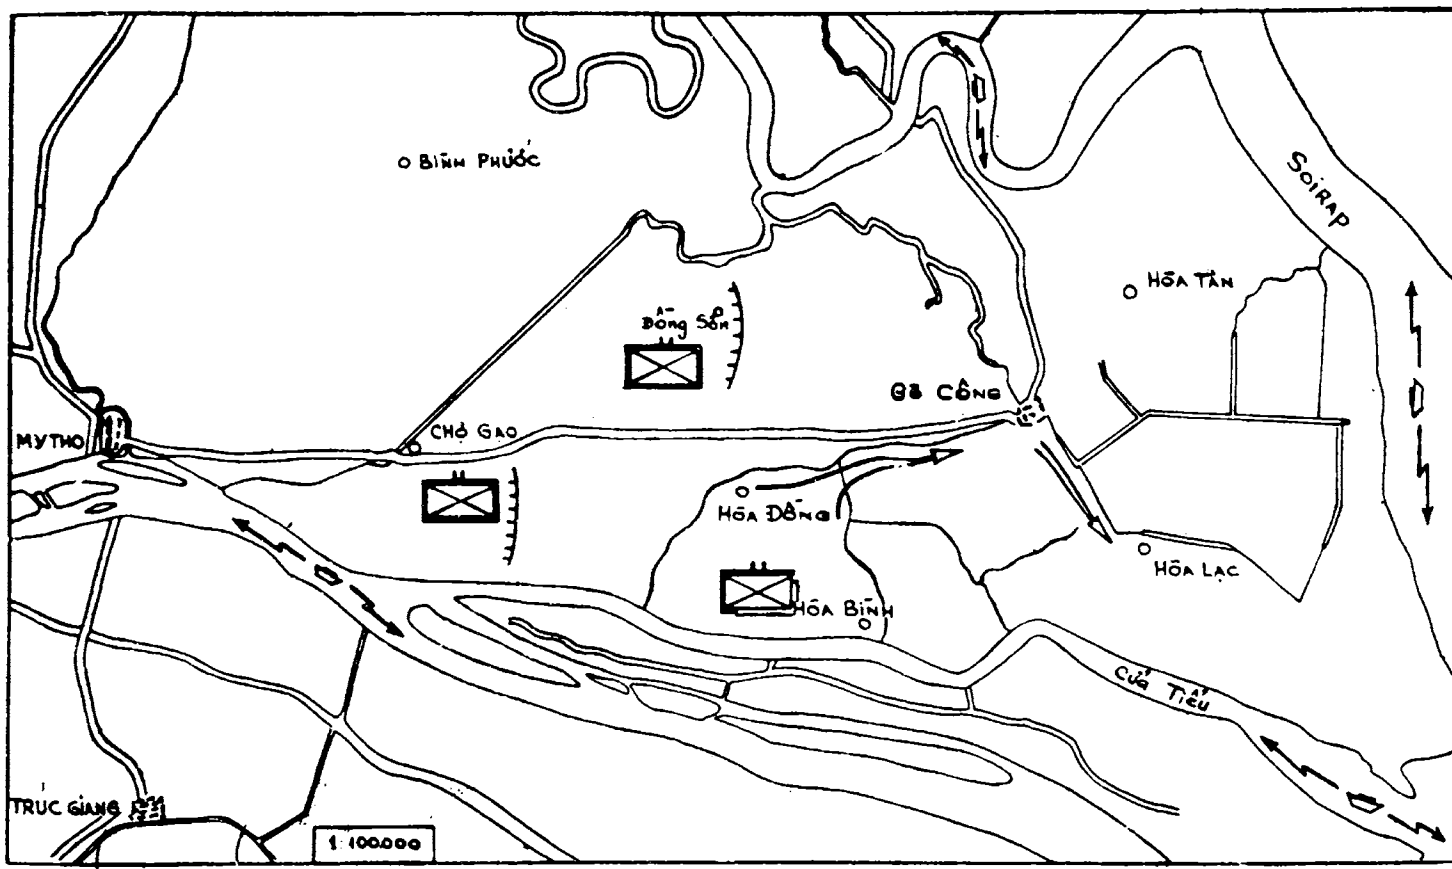 BÌNH PHƯỚC
SOIRAP
HÒA TÂN
ĐỒNG SƠN
GÒ CÔNG
MYTHO
CHỢ GẠO
HÒA ĐỒNG
HÒA LẠC
HÒA BÌNH
CỬA TIỂU
TRÚC GIANG
1:100.000